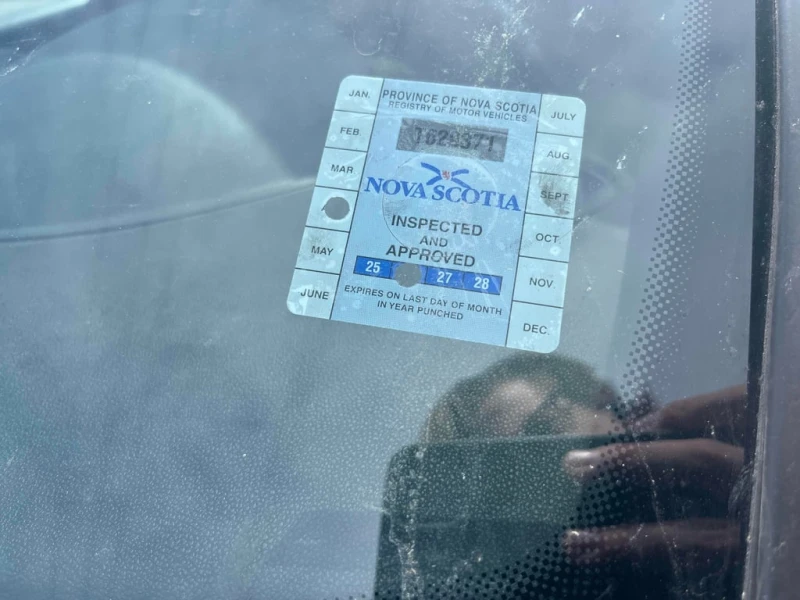 PROVINCE OF NOVA SCOTIA
REGISTRY OF MOTOR VEHICLES
JAN.
FEB.
MAR
MAY
JUNE
NOVA SCOTIA
INSPECTED
AND
APPROVED
25 27 28
EXPIRES ON LAST DAY OF MONTH
IN YEAR PUNCHED
JULY
AUG.
SEPT.
OCT.
NOV.
DEC.